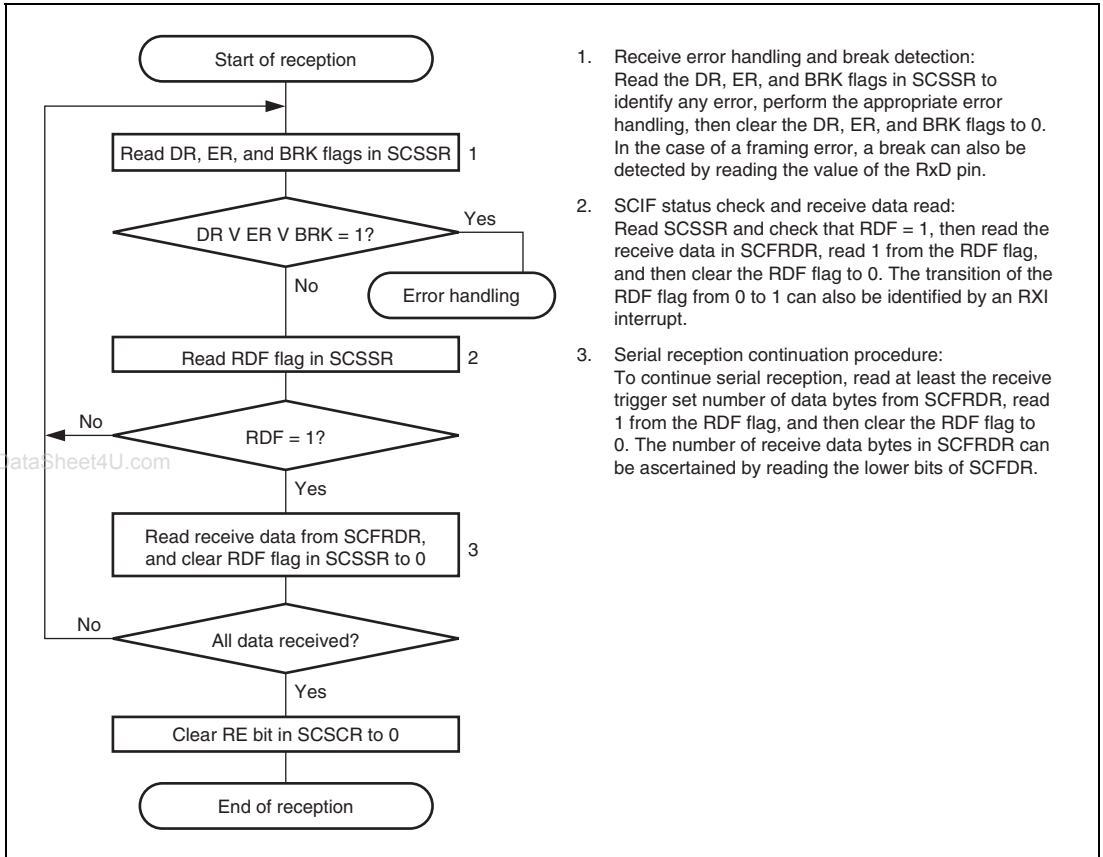 Start of reception
Read DR, ER, and BRK flags in SCSSR 1
DR V ER V BRK = 1?
Yes
No
Error handling
Read RDF flag in SCSSR 2
No
RDF = 1?
Yes
Read receive data from SCFRDR,
and clear RDF flag in SCSSR to 0
3
No
All data received?
Yes
Clear RE bit in SCSCR to 0
End of reception
1. Receive error handling and break detection:
Read the DR, ER, and BRK flags in SCSSR to
identify any error, perform the appropriate error
handling, then clear the DR, ER, and BRK flags to 0.
In the case of a framing error, a break can also be
detected by reading the value of the RxD pin.
2. SCIF status check and receive data read:
Read SCSSR and check that RDF = 1, then read the
receive data in SCFRDR, read 1 from the RDF flag,
and then clear the RDF flag to 0. The transition of the
RDF flag from 0 to 1 can also be identified by an RXI
interrupt.
3. Serial reception continuation procedure:
To continue serial reception, read at least the receive
trigger set number of data bytes from SCFRDR, read
1 from the RDF flag, and then clear the RDF flag to
0. The number of receive data bytes in SCFRDR can
be ascertained by reading the lower bits of SCFDR.
DataSheet4U.com